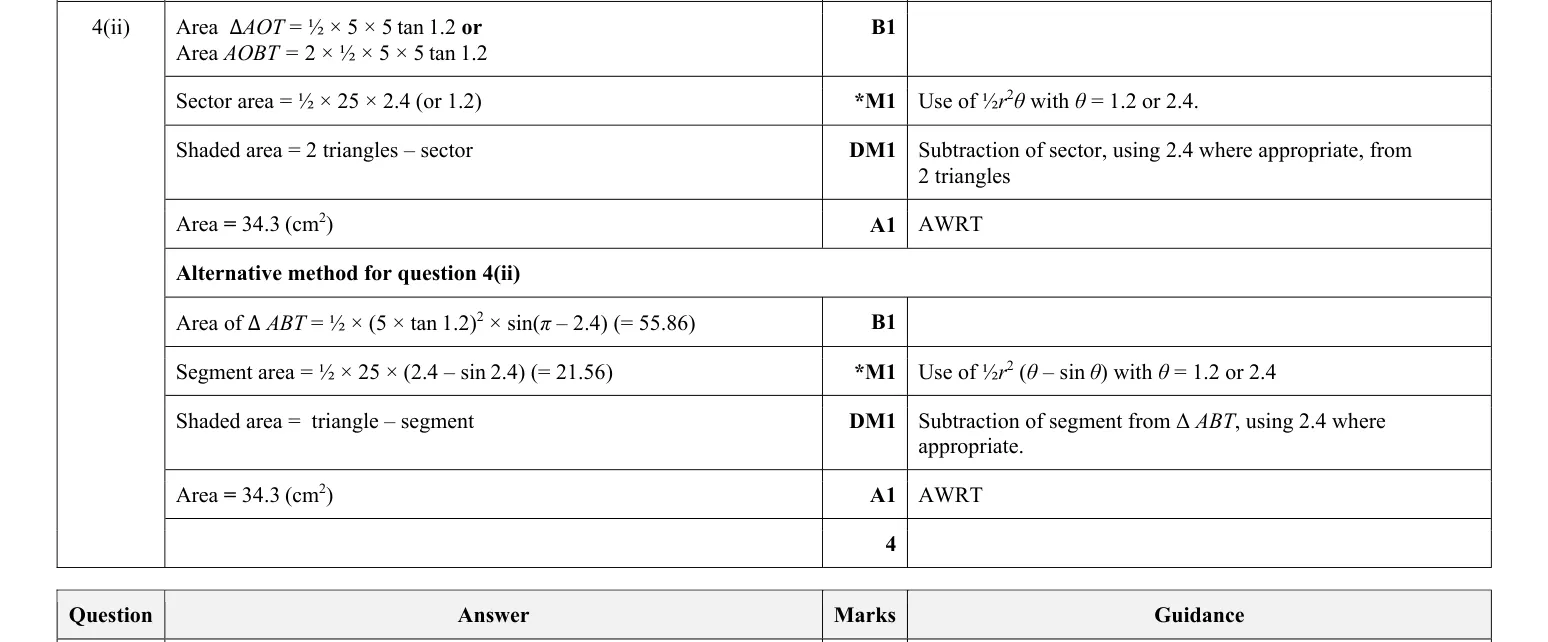 4(ii) Area ΔAOT = ½ × 5 × 5 tan 1.2 or B1
Area AOBT = 2 × ½ × 5 × 5 tan 1.2
Sector area = ½ × 25 × 2.4 (or 1.2) *M1 Use of ½r²θ with θ = 1.2 or 2.4.
Shaded area = 2 triangles – sector DM1 Subtraction of sector, using 2.4 where appropriate, from
2 triangles
Area = 34.3 (cm²) A1 AWRT
Alternative method for question 4(ii)
Area of Δ ABT = ½ × (5 × tan 1.2)² × sin(π – 2.4) (= 55.86) B1
Segment area = ½ × 25 × (2.4 – sin 2.4) (= 21.56) *M1 Use of ½r² (θ – sin θ) with θ = 1.2 or 2.4
Shaded area = triangle – segment DM1 Subtraction of segment from Δ ABT, using 2.4 where
appropriate.
Area = 34.3 (cm²) A1 AWRT
4
Question Answer Marks Guidance